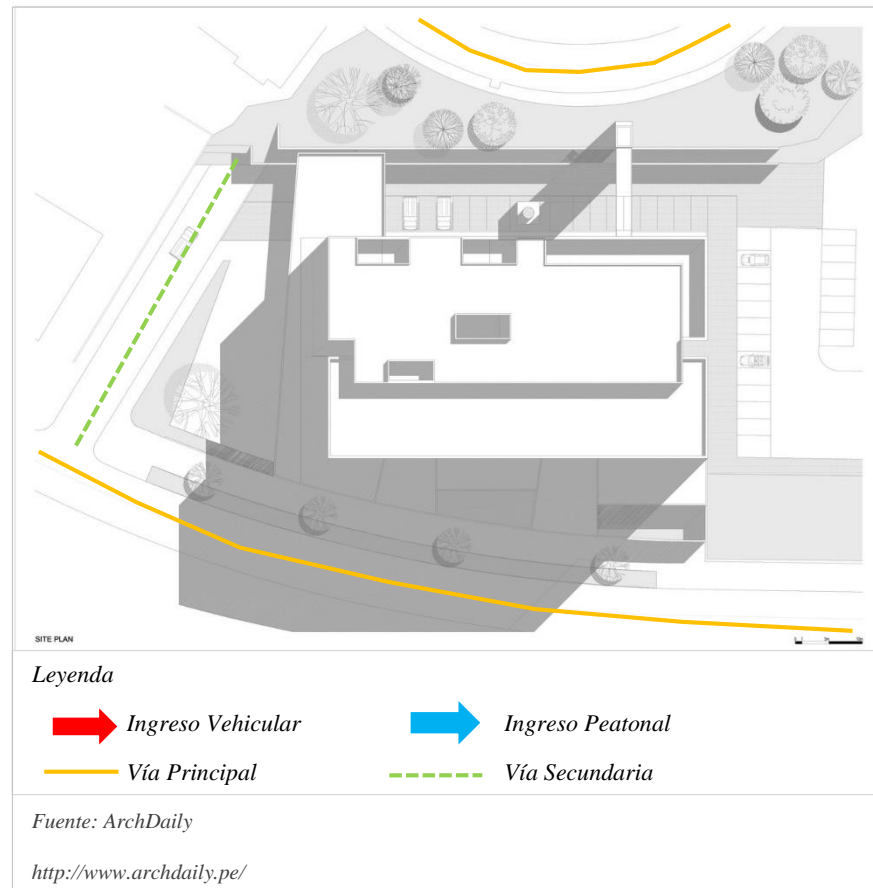 SITE PLAN
Leyenda
Ingreso Vehicular Ingreso Peatonal
Vía Principal Vía Secundaria
Fuente: ArchDaily
http://www.archdaily.pe/